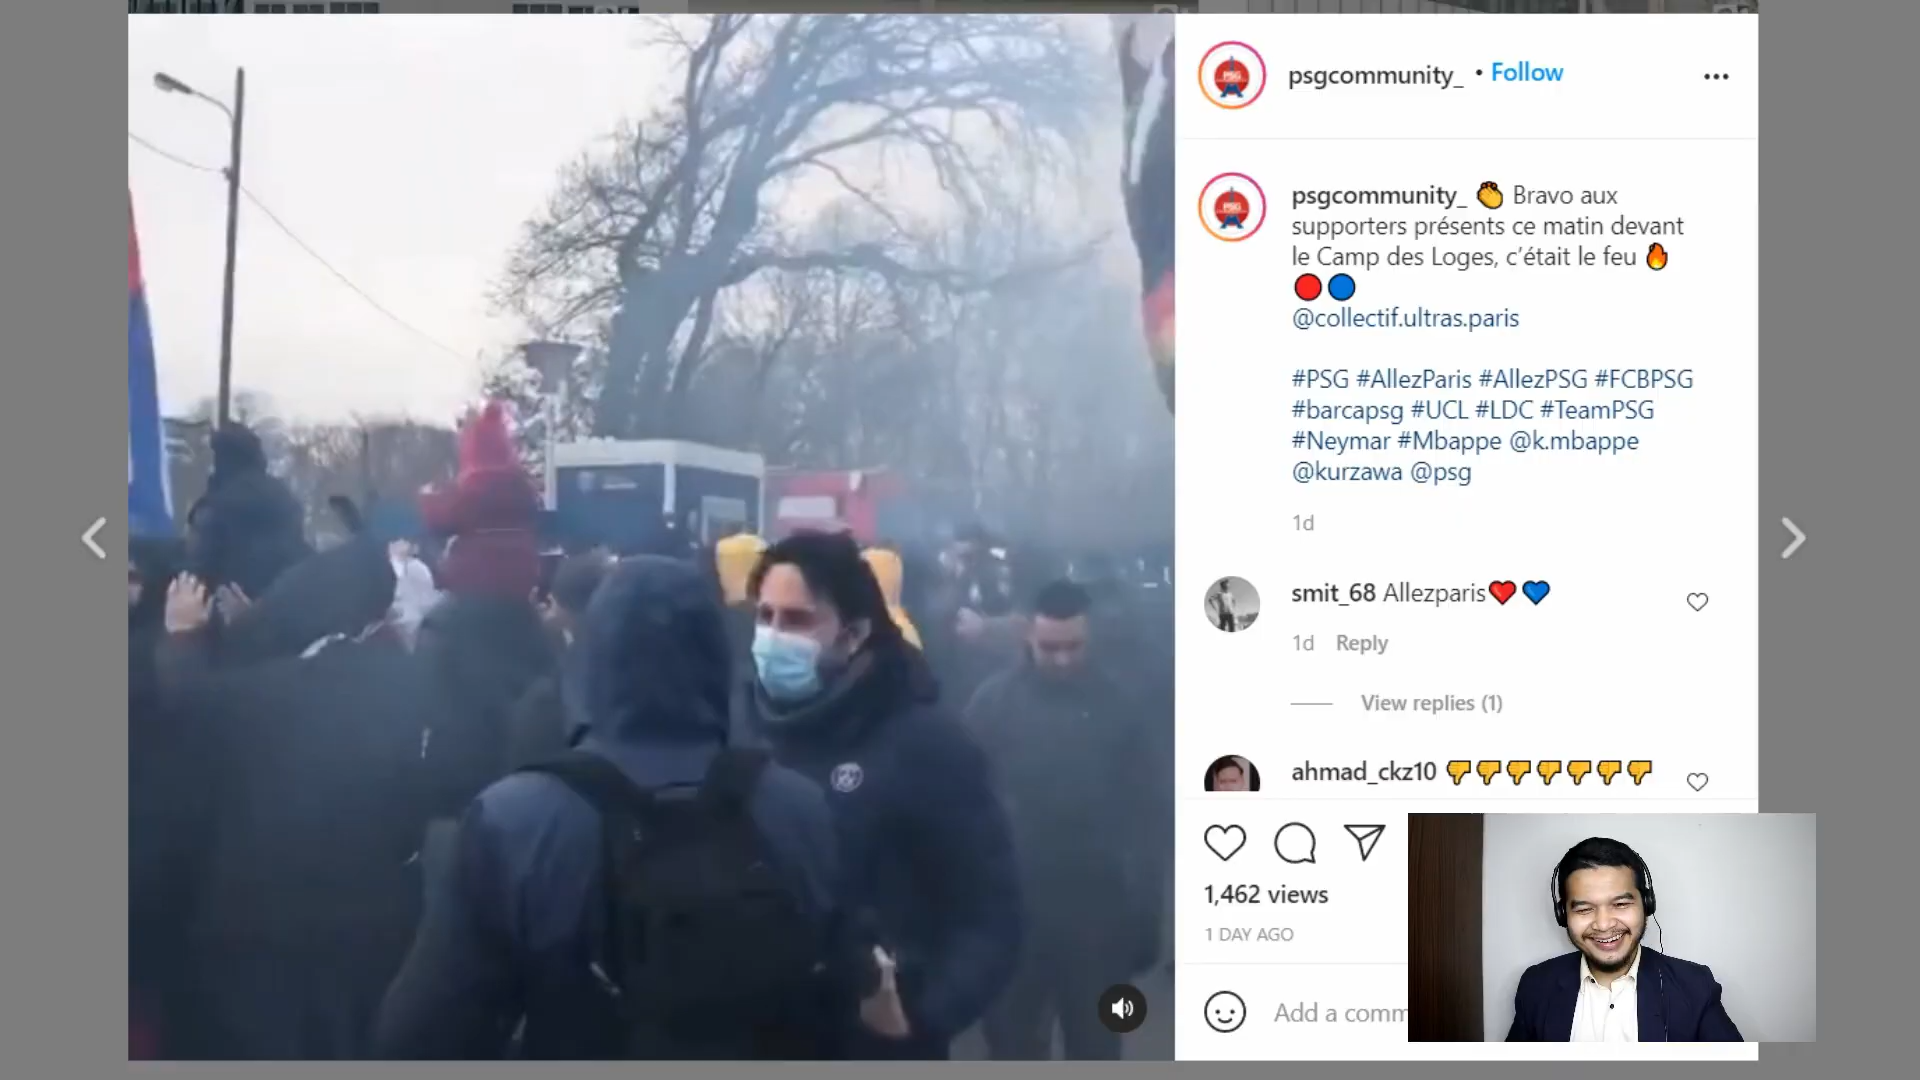 psgcommunity_ • Follow
psgcommunity_ 👏 Bravo aux
supporters présents ce matin devant
le Camp des Loges, c’était le feu 🔥
🔴🔵
@collectif.ultras.paris
#PSG #AllezParis #AllezPSG #FCBPSG
#barcapsg #UCL #LDC #TeamPSG
#Neymar #Mbappe @k.mbappe
@kurzawa @psg
1d
smit_68 Allezparis❤️💙
1d Reply
View replies (1)
ahmad_ckz10 👎👎👎👎👎👎👎
1,462 views
1 DAY AGO
Add a comm
PSG
PSG